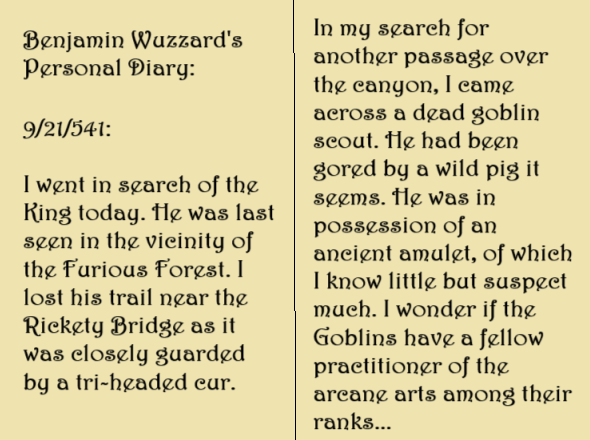 Benjamin Wuzzard's
Personal Diary:
9/21/541:
I went in search of the
King today. He was last
seen in the vicinity of
the Furious Forest. I
lost his trail near the
Rickety Bridge as it
was closely guarded
by a tri-headed cur.
In my search for
another passage over
the canyon, I came
across a dead goblin
scout. He had been
gored by a wild pig it
seems. He was in
possession of an
ancient amulet, of which
I know little but suspect
much. I wonder if the
Goblins have a fellow
practitioner of the
arcane arts among their
ranks...